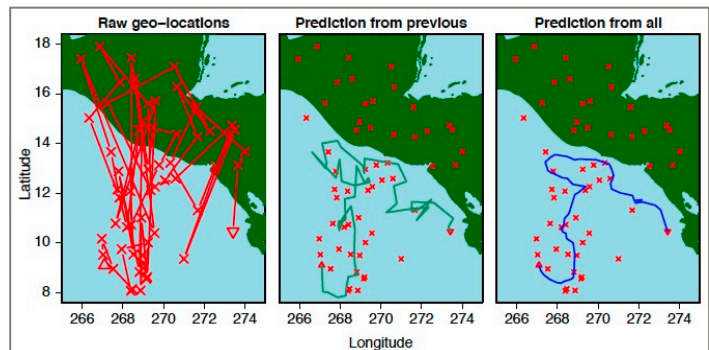 Raw geo–locations Prediction from previous Prediction from all
18
16
14
12
10
8
Latitude
266 268 270 272 274 266 268 270 272 274 266 268 270 272 274
Longitude